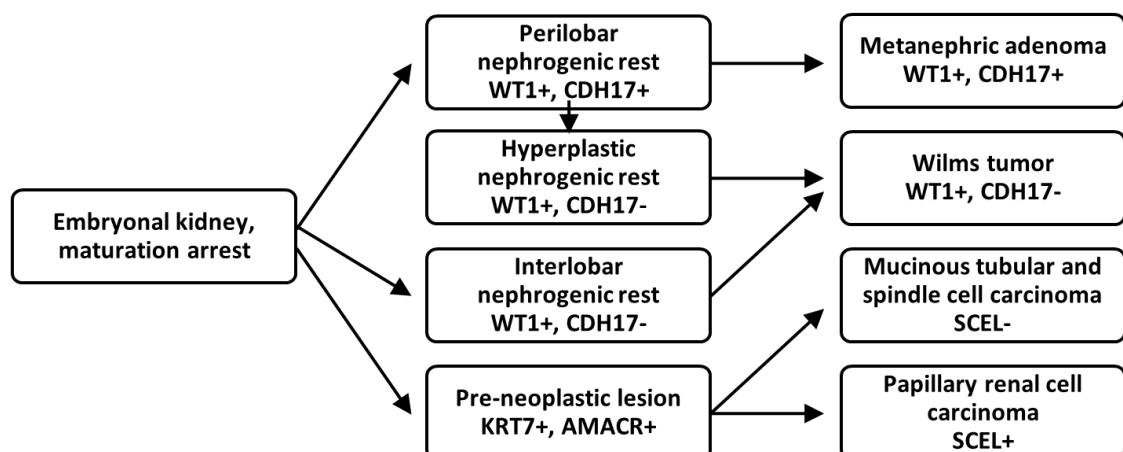 Embryonal kidney,
maturation arrest
Perilobar
nephrogenic rest
WT1+, CDH17+
Hyperplastic
nephrogenic rest
WT1+, CDH17-
Interlobar
nephrogenic rest
WT1+, CDH17-
Pre-neoplastic lesion
KRT7+, AMACR+
Metanephric adenoma
WT1+, CDH17+
Wilms tumor
WT1+, CDH17-
Mucinous tubular and
spindle cell carcinoma
SCEL-
Papillary renal cell
carcinoma
SCEL+